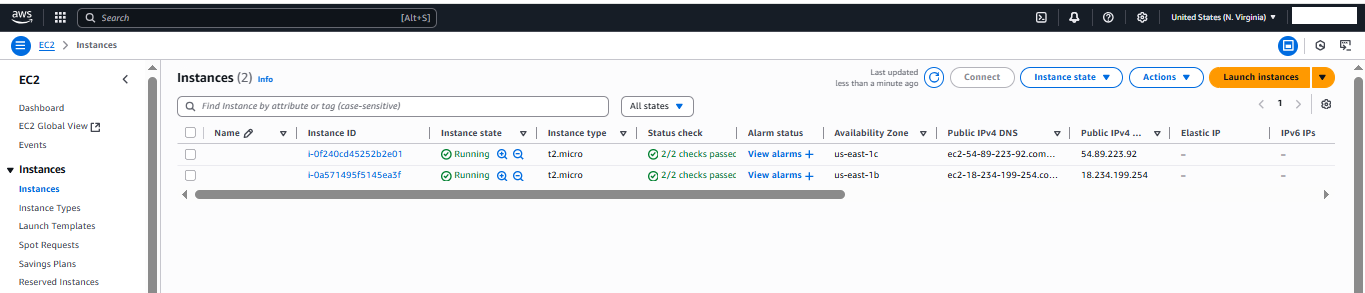 aws Search [Alt+S] United States (N. Virginia)
EC2 > Instances
EC2
Dashboard
EC2 Global View
Events
Instances
Instances
Instance Types
Launch Templates
Spot Requests
Savings Plans
Reserved Instances
Instances (2) Info
Last updated
less than a minute ago
Connect Instance state Actions Launch instances
Find Instance by attribute or tag (case-sensitive) All states
1
Name Instance ID Instance state Instance type Status check Alarm status Availability Zone Public IPv4 DNS Public IPv4 ... Elastic IP IPv6 IPs
i-0f240cd45252b2e01 Running t2.micro 2/2 checks passec View alarms + us-east-1c ec2-54-89-223-92.com... 54.89.223.92 – –
i-0a571495f5145ea3f Running t2.micro 2/2 checks passec View alarms + us-east-1b ec2-18-234-199-254.co... 18.234.199.254 – –